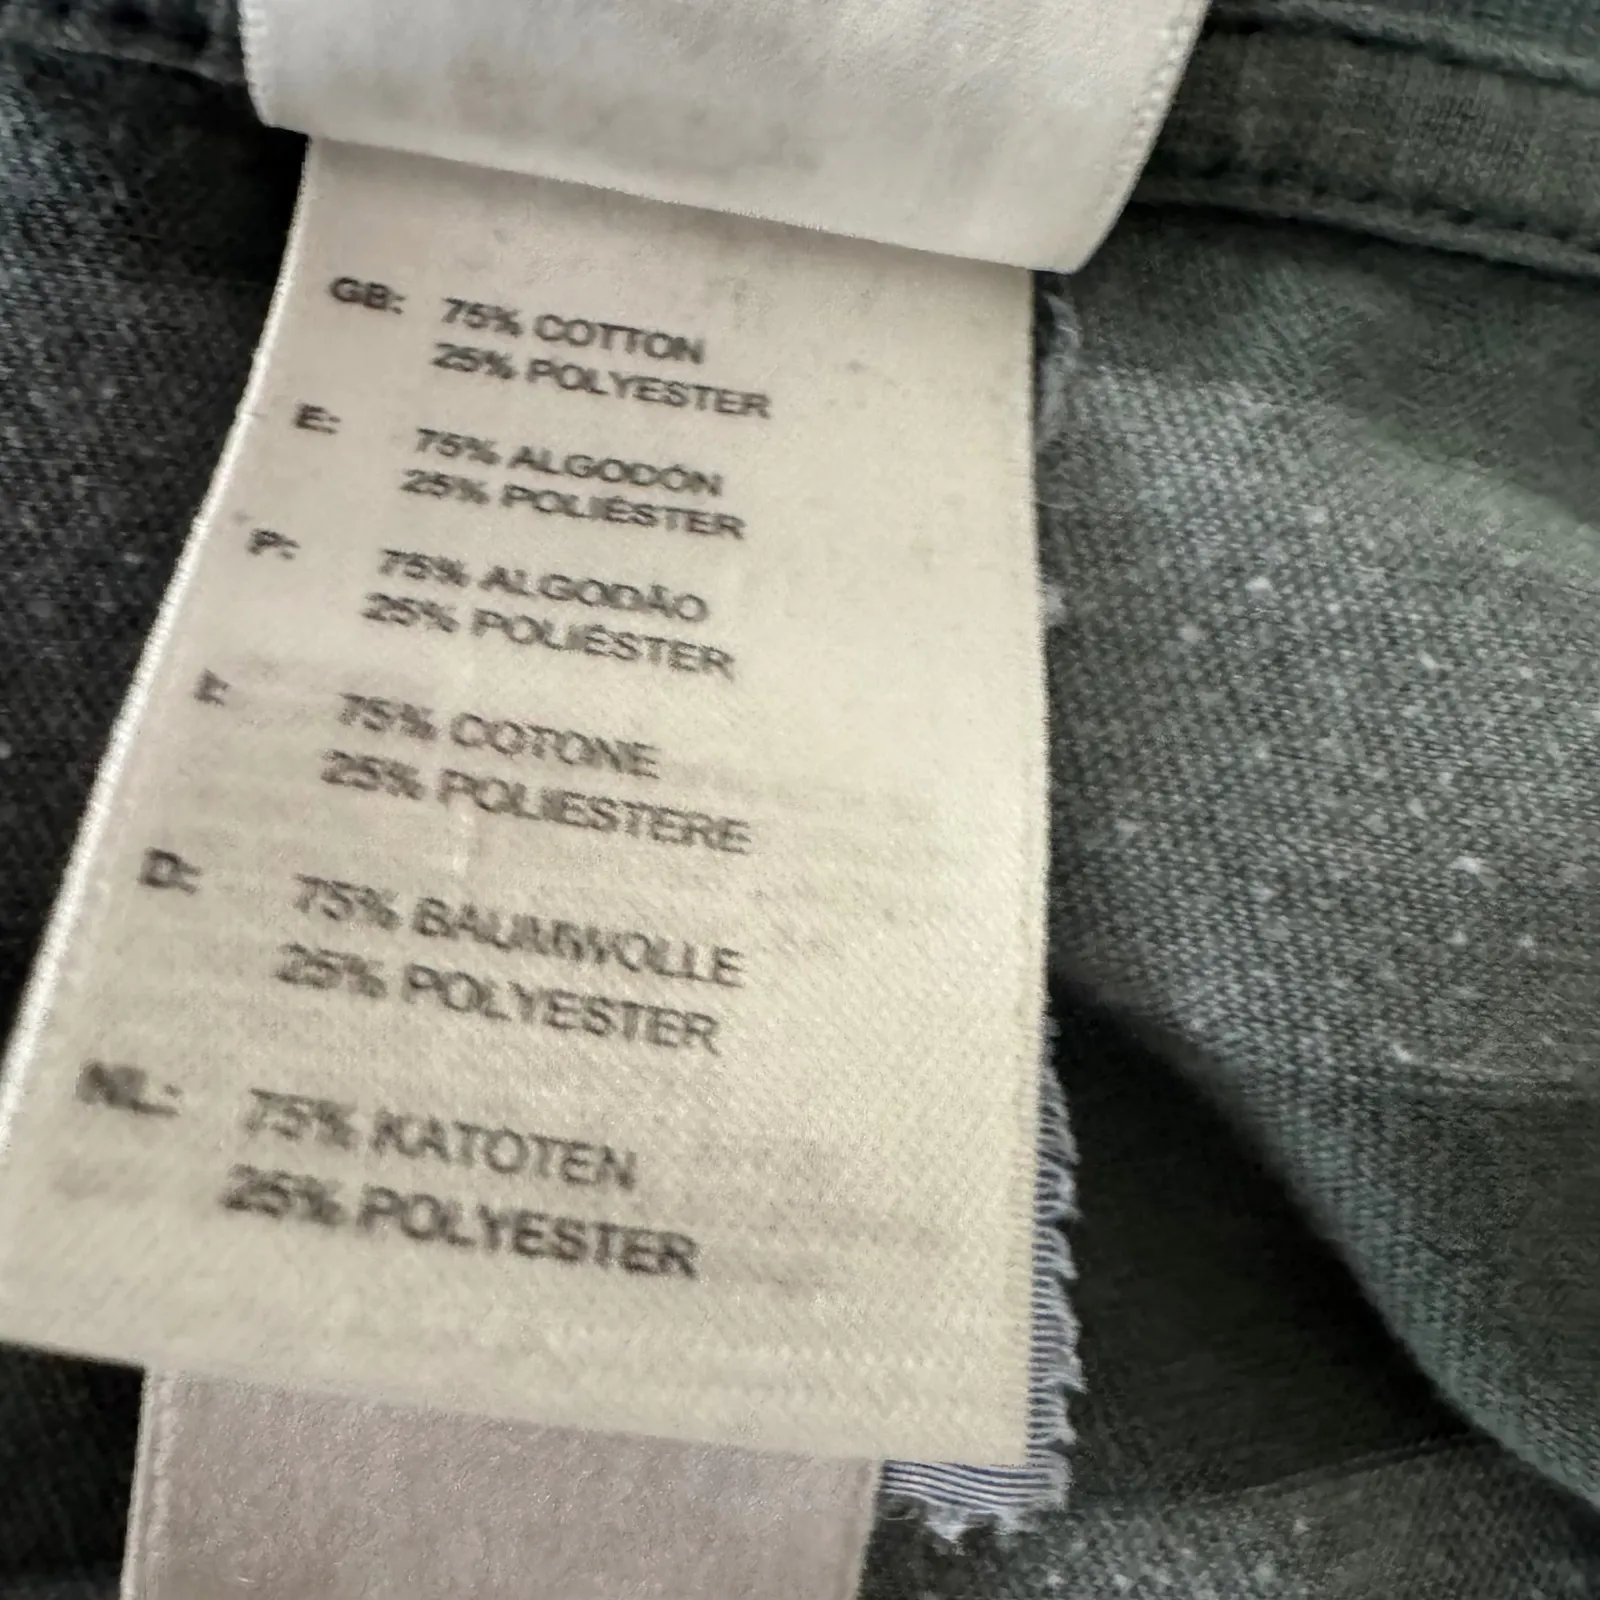 GB: 75% COTTON
25% POLYESTER
E: 75% ALGODÓN
25% POLIÉSTER
P: 75% ALGODÃO
25% POLIÉSTER
I: 75% COTONE
25% POLIESTERE
D: 75% BAUMWOLLE
25% POLYESTER
NL: 75% KATOTEN
25% POLYESTER